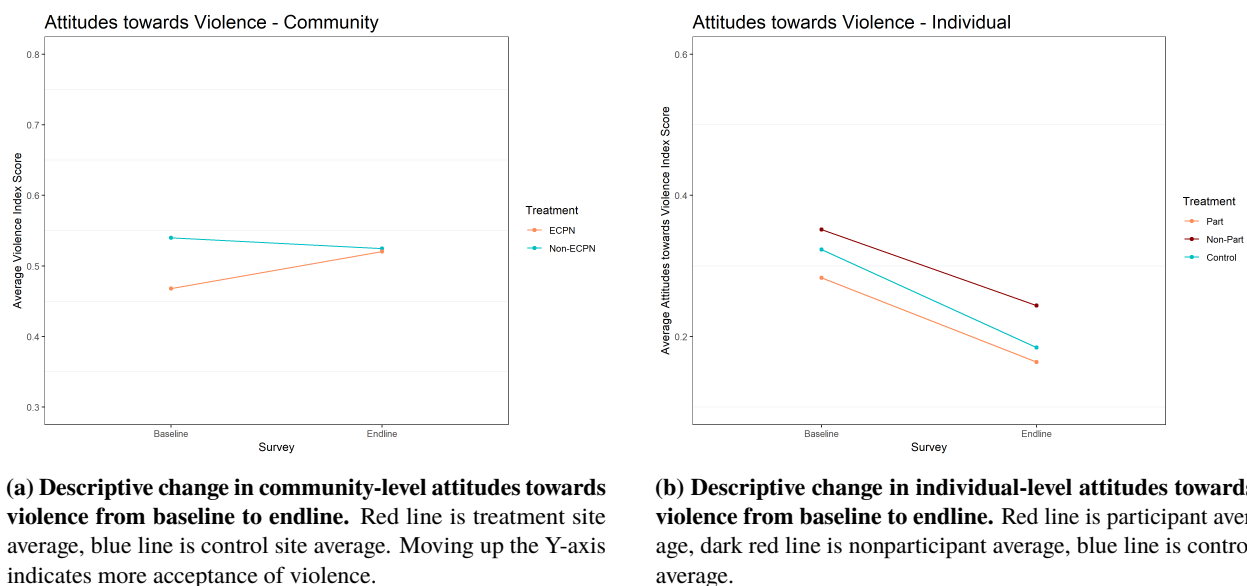 Attitudes towards Violence - Community
0.8
0.7
0.6
0.5
0.4
0.3
Average Violence Index Score
Baseline
Endline
Survey
Treatment
ECPN
Non-ECPN
(a) Descriptive change in community-level attitudes towards
violence from baseline to endline. Red line is treatment site
average, blue line is control site average. Moving up the Y-axis
indicates more acceptance of violence.
Attitudes towards Violence - Individual
0.6
0.4
0.2
Average Attitudes towards Violence Index Score
Baseline
Endline
Survey
Treatment
Part
Non-Part
Control
(b) Descriptive change in individual-level attitudes towards
violence from baseline to endline. Red line is participant aver-
age, dark red line is nonparticipant average, blue line is control
average.